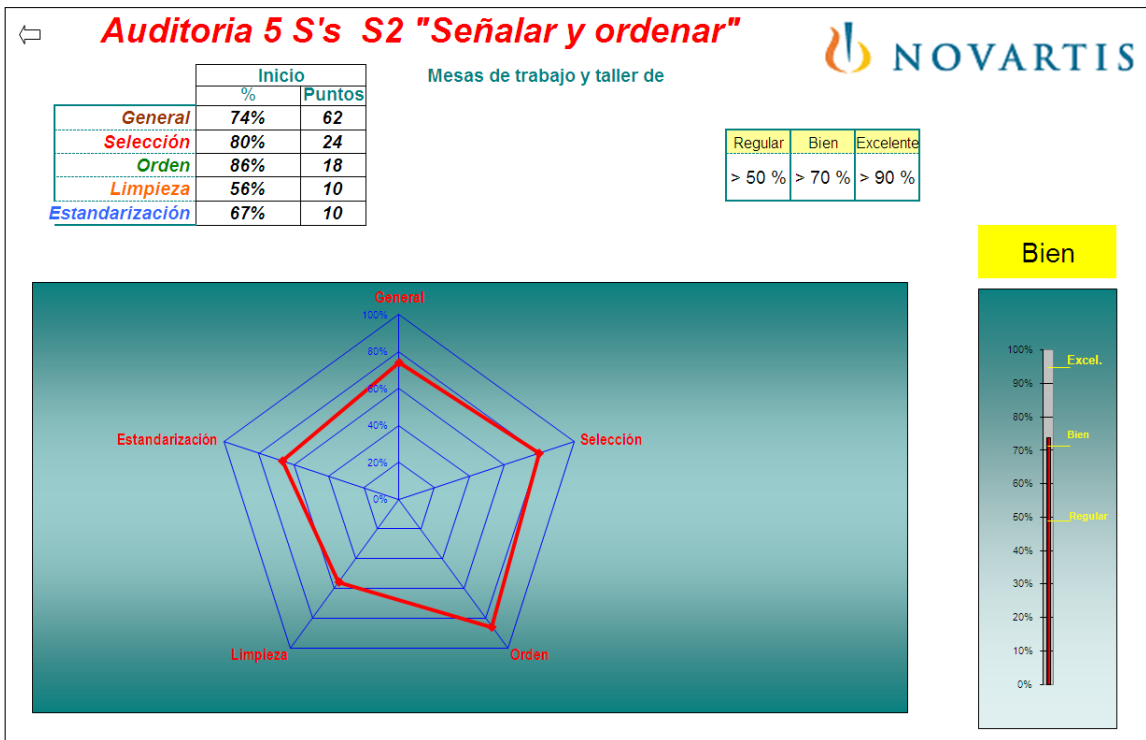 Auditoria 5 S's S2 "Señalar y ordenar"
NOVARTIS
Mesas de trabajo y taller de
Inicio
% Puntos
General 74% 62
Selección 80% 24
Orden 86% 18
Limpieza 56% 10
Estandarización 67% 10
Regular Bien Excelente
> 50 % > 70 % > 90 %
Bien
General
100%
80%
60%
40%
20%
0%
Estandarización
Selección
Limpieza
Orden
100%
Excel.
90%
80%
Bien
70%
60%
50%
Regular
40%
30%
20%
10%
0%